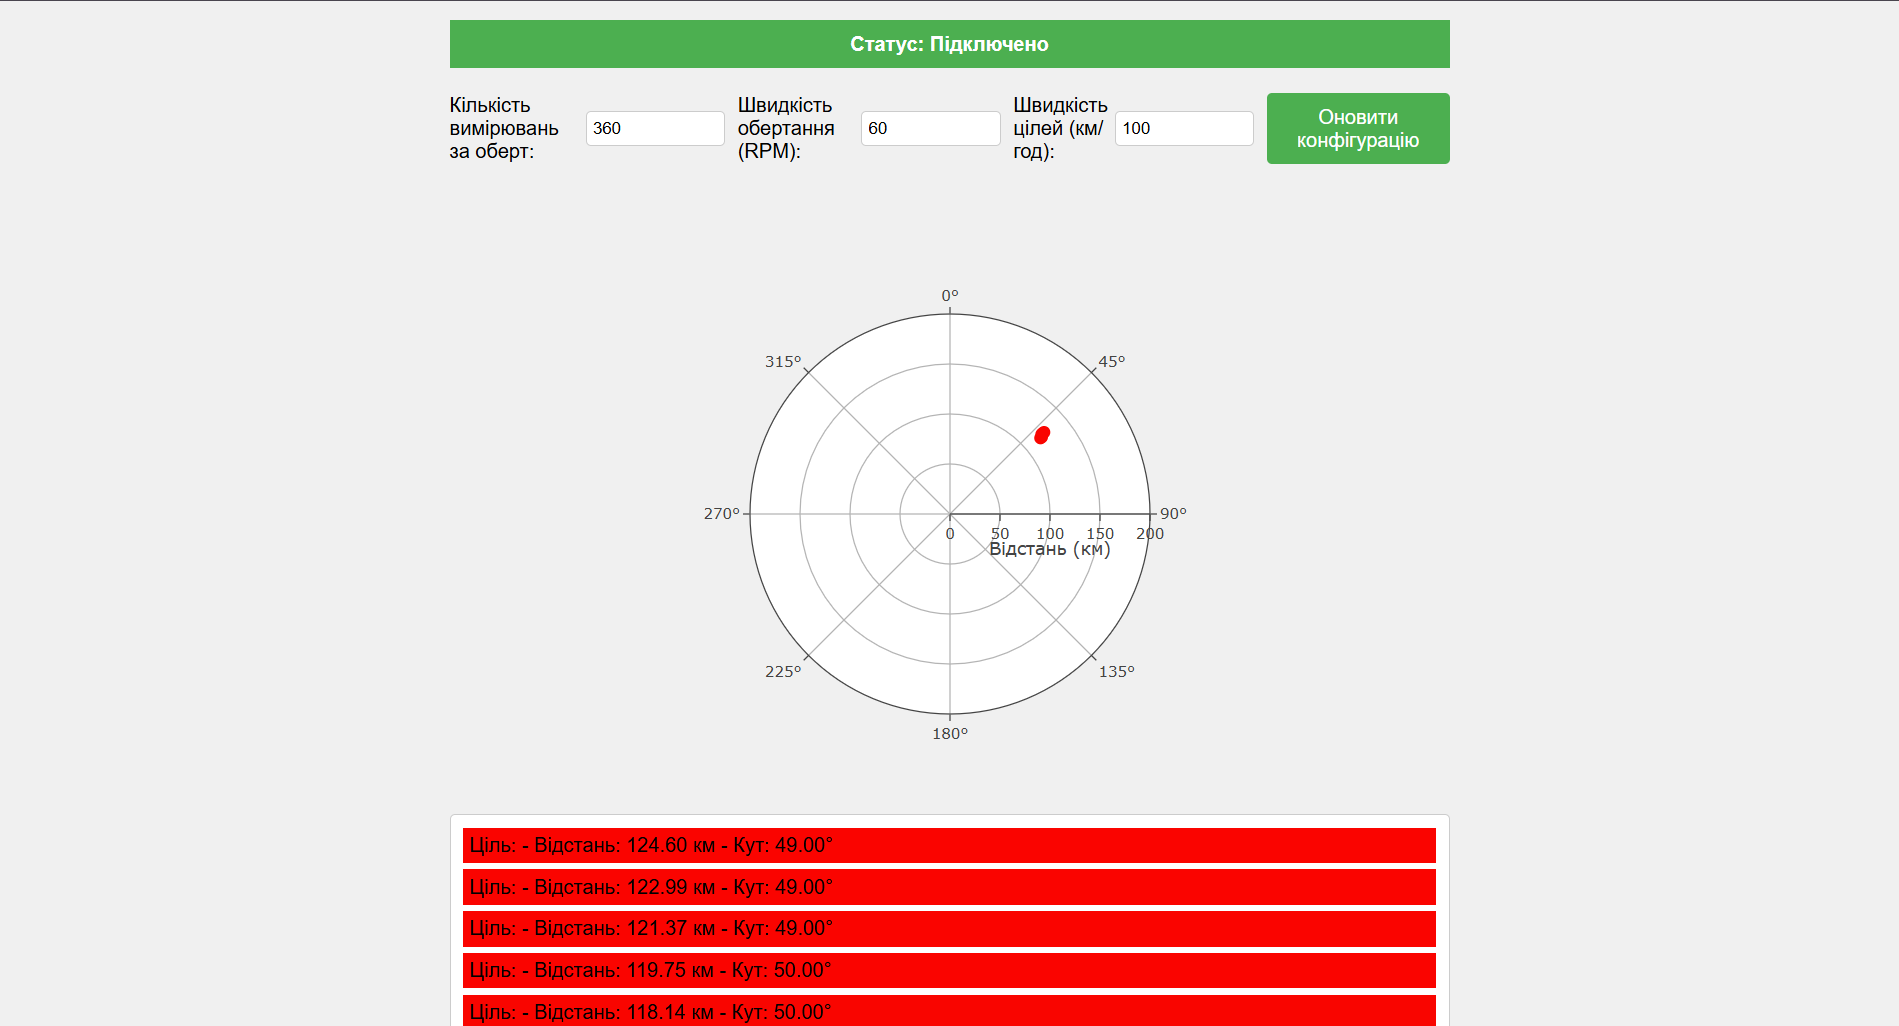 Статус: Підключено
Кількість
вимірювань
за оберт:
360
Швидкість
обертання
(RPM):
60
Швидкість
цілей (км/
год):
100
Оновити
конфігурацію
0°
315°
45°
270°
90°
0 50 100 150 200
Відстань (км)
225°
135°
180°
Ціль: - Відстань: 124.60 км - Кут: 49.00°
Ціль: - Відстань: 122.99 км - Кут: 49.00°
Ціль: - Відстань: 121.37 км - Кут: 49.00°
Ціль: - Відстань: 119.75 км - Кут: 50.00°
Ціль: - Відстань: 118.14 км - Кут: 50.00°